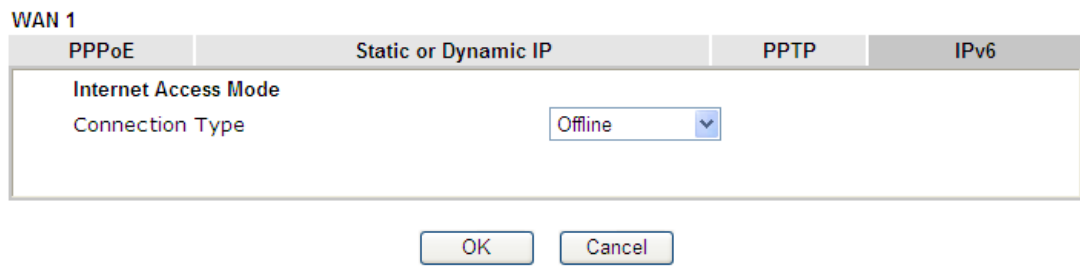 WAN 1
PPPoE Static or Dynamic IP PPTP IPv6
Internet Access Mode
Connection Type Offline
OK Cancel